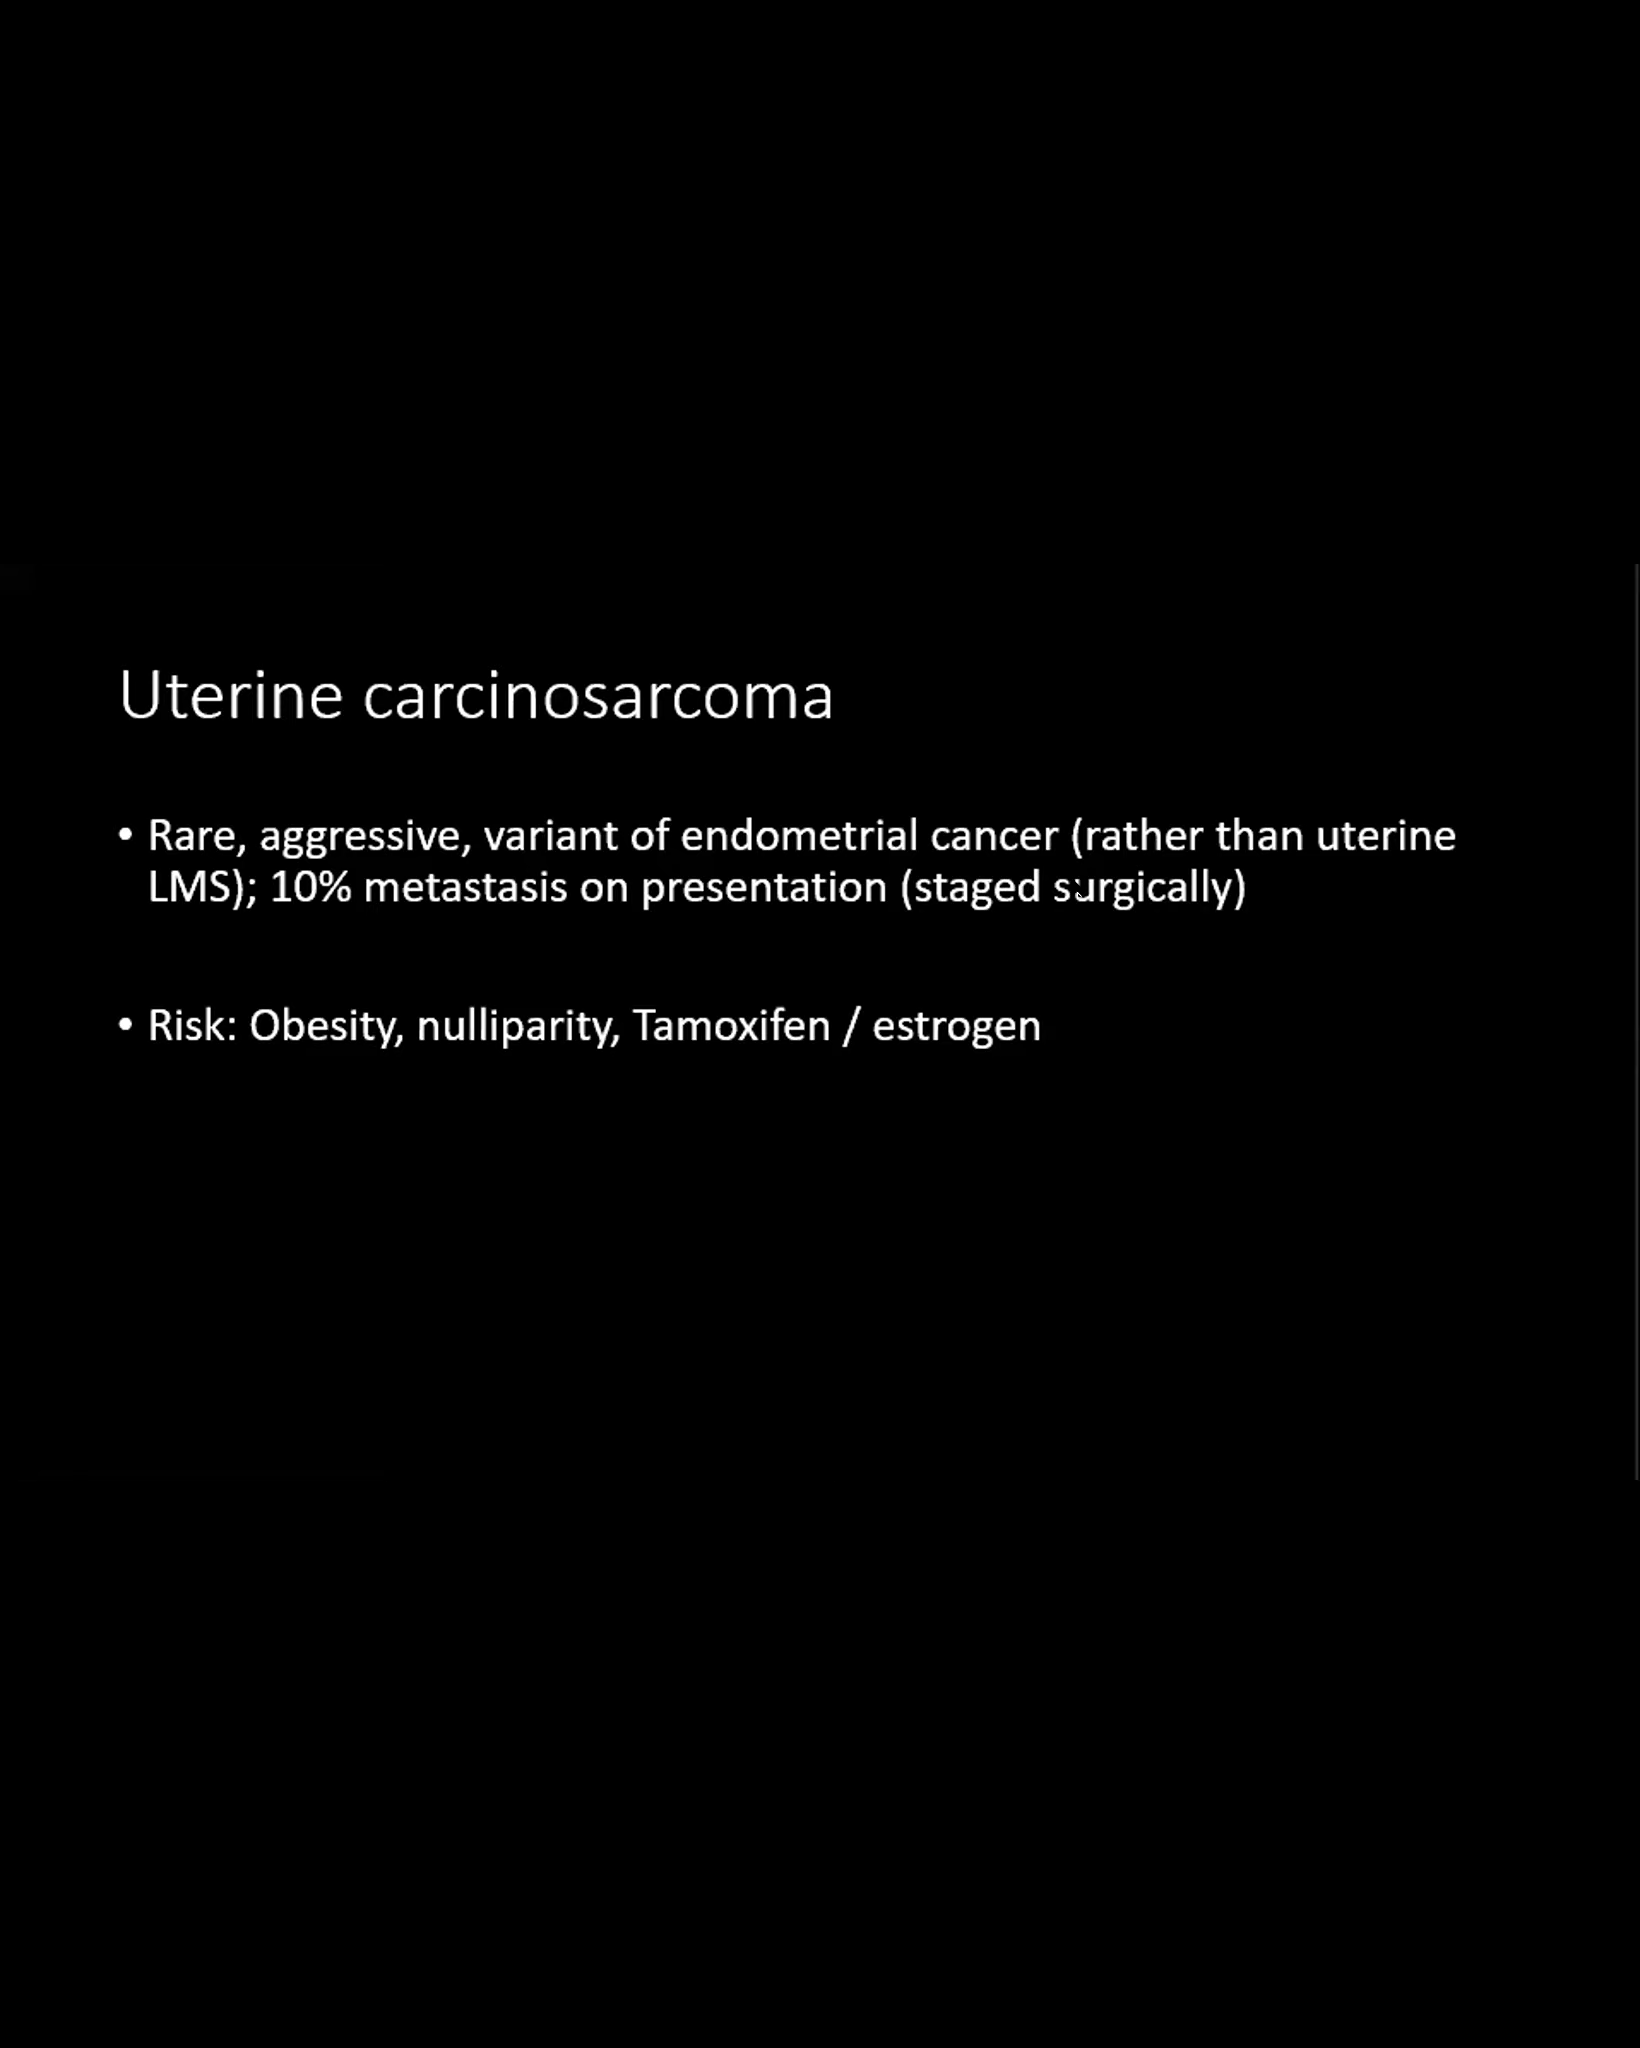 Uterine carcinosarcoma
• Rare, aggressive, variant of endometrial cancer (rather than uterine
LMS); 10% metastasis on presentation (staged surgically)
• Risk: Obesity, nulliparity, Tamoxifen / estrogen